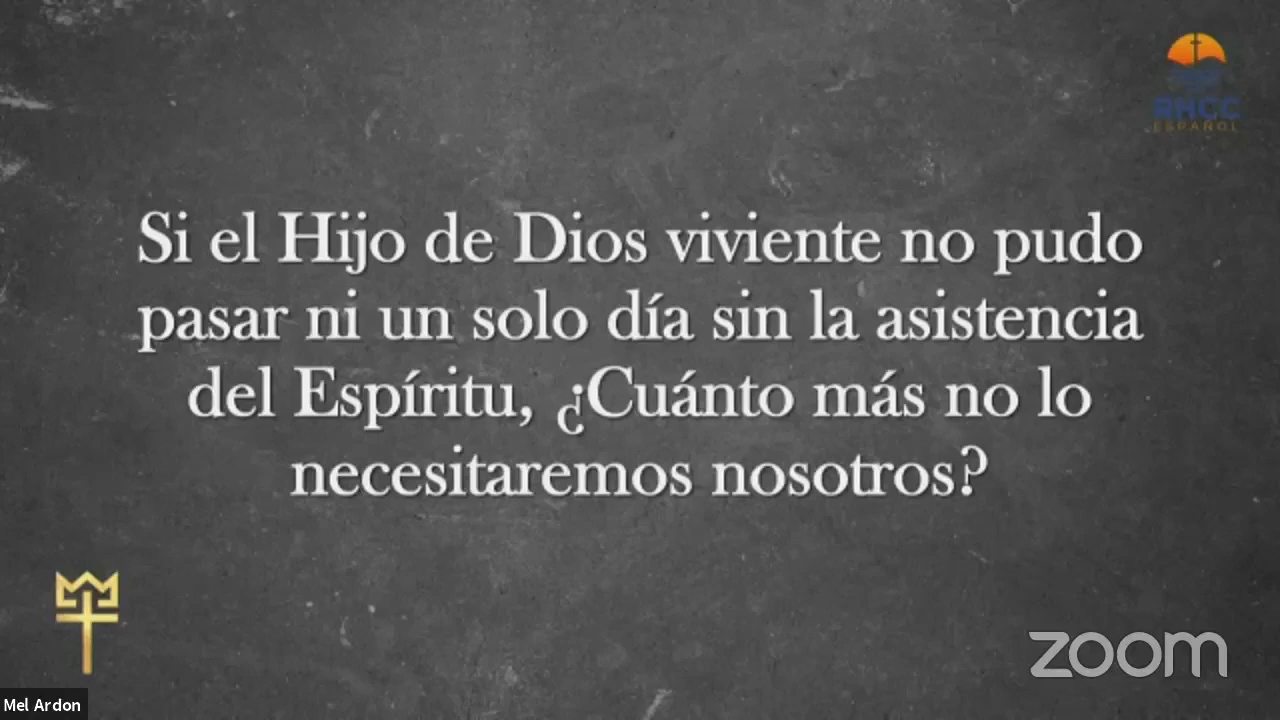 RNCC
ESPAÑOL
Si el Hijo de Dios viviente no pudo
pasar ni un solo día sin la asistencia
del Espíritu, ¿Cuánto más no lo
necesitaremos nosotros?
zoom
Mel Ardon